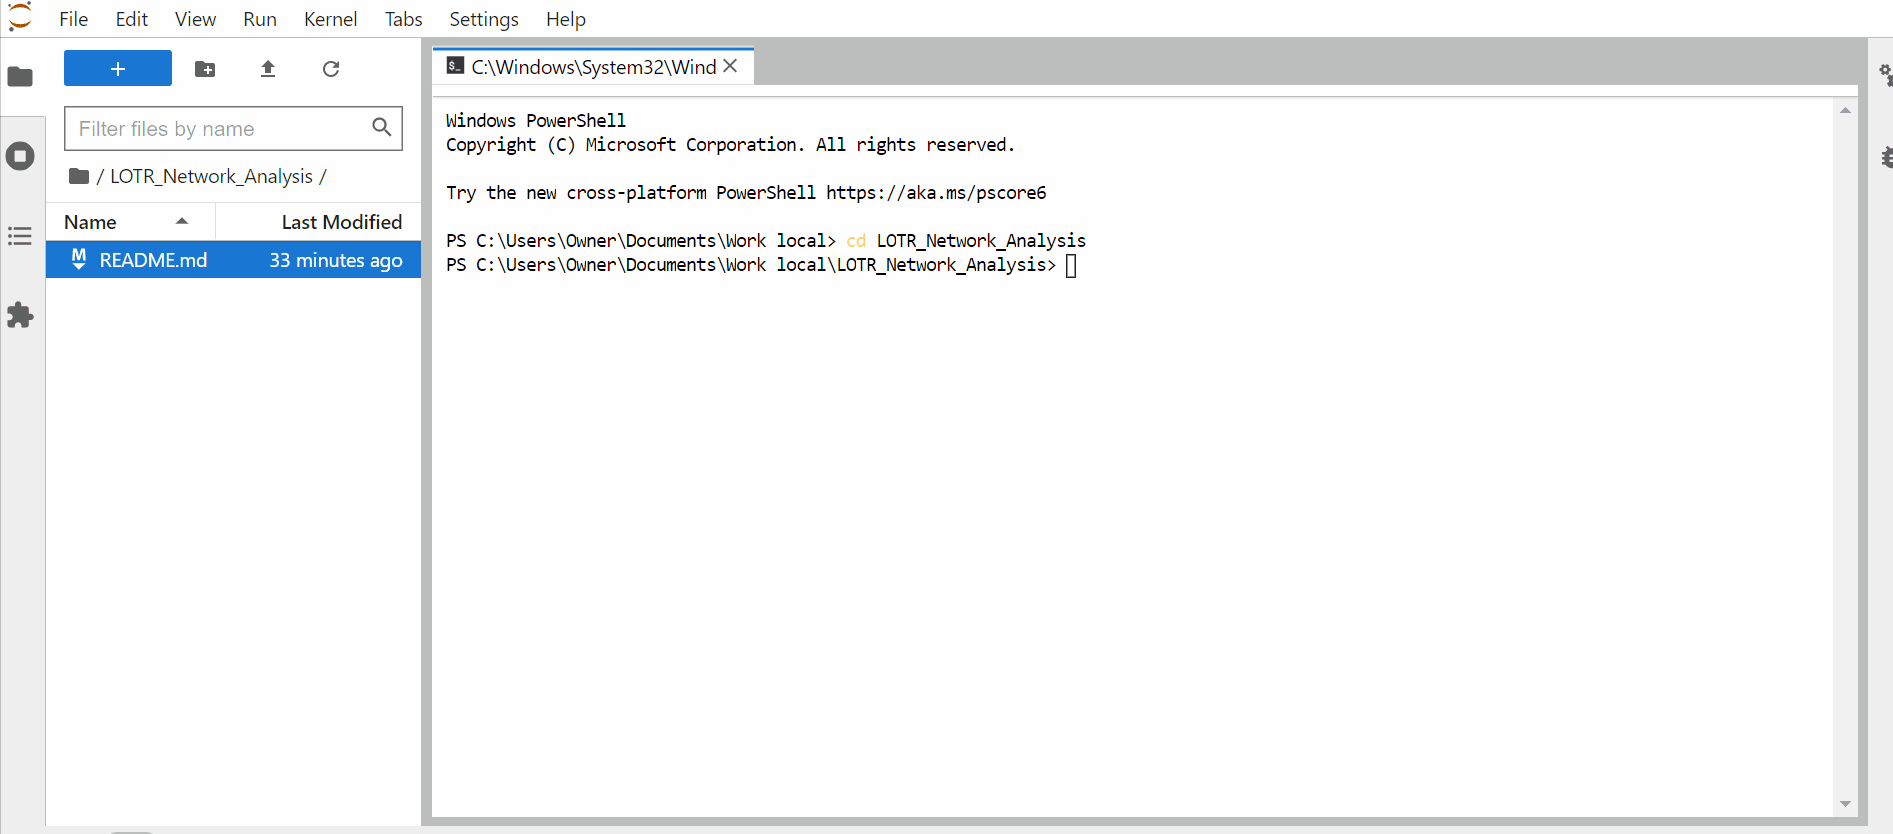 File Edit View Run Kernel Tabs Settings Help
+
Filter files by name
/ LOTR_Network_Analysis /
Name Last Modified
README.md 33 minutes ago
C:\Windows\System32\Wind
Windows PowerShell
Copyright (C) Microsoft Corporation. All rights reserved.
Try the new cross-platform PowerShell https://aka.ms/pscore6
PS C:\Users\Owner\Documents\Work local> cd LOTR_Network_Analysis
PS C:\Users\Owner\Documents\Work local\LOTR_Network_Analysis>